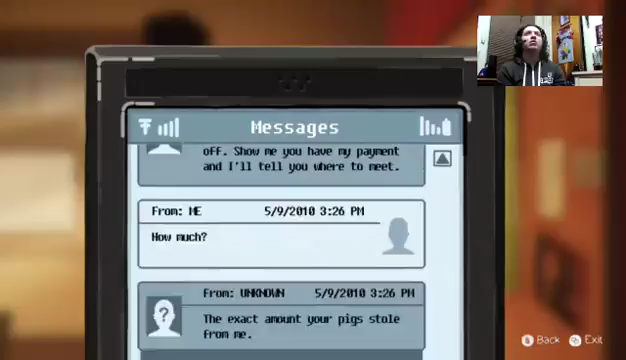 Messages
off. Show me you have my payment
and I'll tell you where to meet.
From: ME 5/9/2010 3:26 PM
How much?
From: UNKNOWN 5/9/2010 3:26 PM
?
The exact amount your pigs stole
from me.
Back Exit